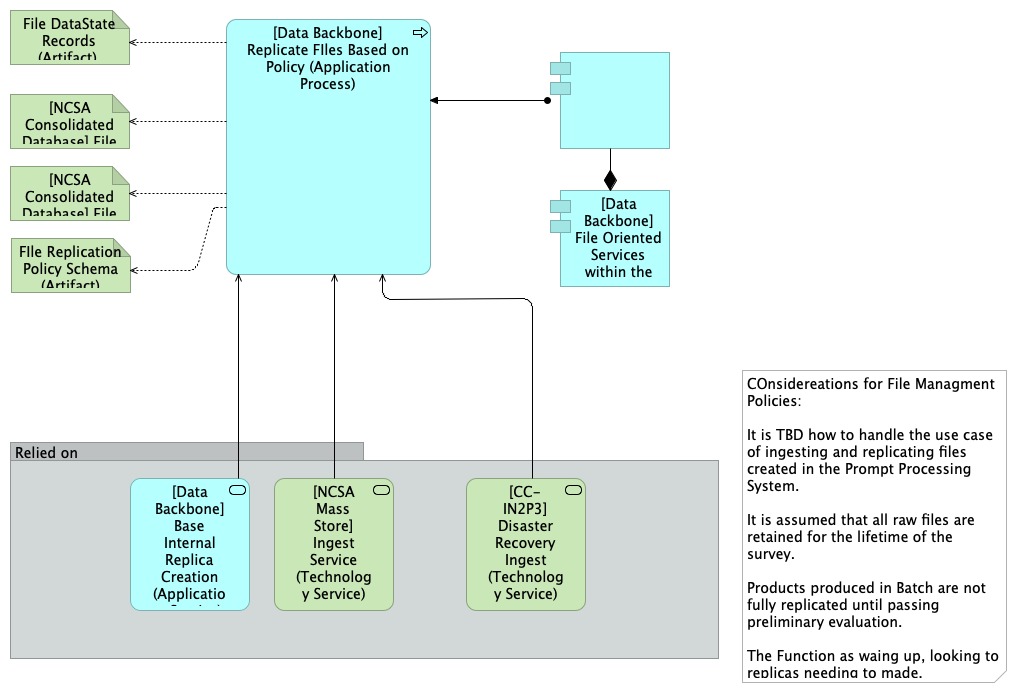 File DataState
Records
(Artifact)
[NCSA
Consolidated
Database] File
[NCSA
Consolidated
Database] File
FIle Replication
Policy Schema
(Artifact)
[Data Backbone]
Replicate FIles Based on
Policy (Application
Process)
[Data
Backbone]
File Oriented
Services
within the
Relied on
[Data
Backbone]
Base
Internal
Replica
Creation
(Applicatio
[NCSA
Mass
Store]
Ingest
Service
(Technolog
y Service)
[CC-
IN2P3]
Disaster
Recovery
Ingest
(Technolog
y Service)
COnsidereations for File Managment
Policies:
It is TBD how to handle the use case
of ingesting and replicating files
created in the Prompt Processing
System.
It is assumed that all raw files are
retained for the lifetime of the
survey.
Products produced in Batch are not
fully replicated until passing
preliminary evaluation.
The Function as waing up, looking to
replicas needing to made.